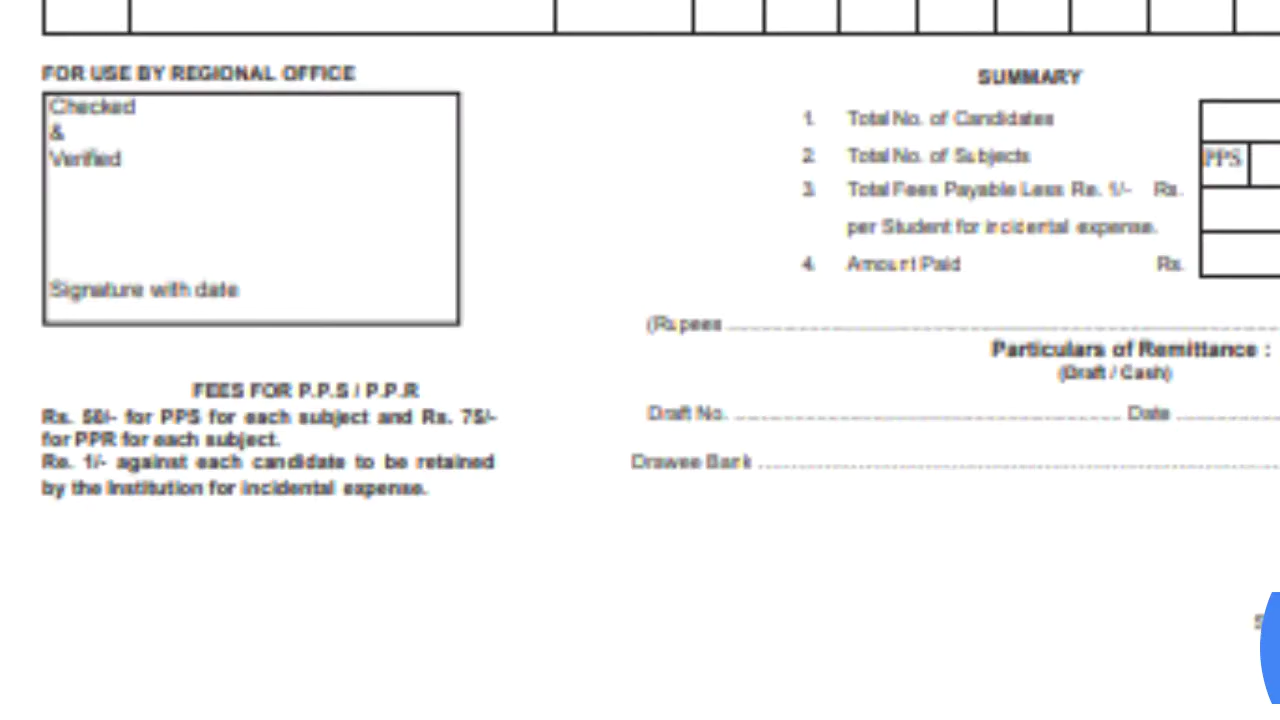 FOR USE BY REGIONAL OFFICE
Checked
&
Verified
Signature with date
FEES FOR P.P.S / P.P.R
Rs. 50/- for PPS for each subject and Rs. 75/-
for PPR for each subject.
Re. 1/- against each candidate to be retained
by the Institution for incidental expense.
SUMMARY
1. Total No. of Candidates
2. Total No. of Subjects PPS
3. Total Fees Payable Less Re. 1/- Rs.
per Student for incidental expense.
4. Amount Paid Rs.
(Rupees
Particulars of Remittance :
(Draft / Cash)
Draft No. Date
Drawee Bank